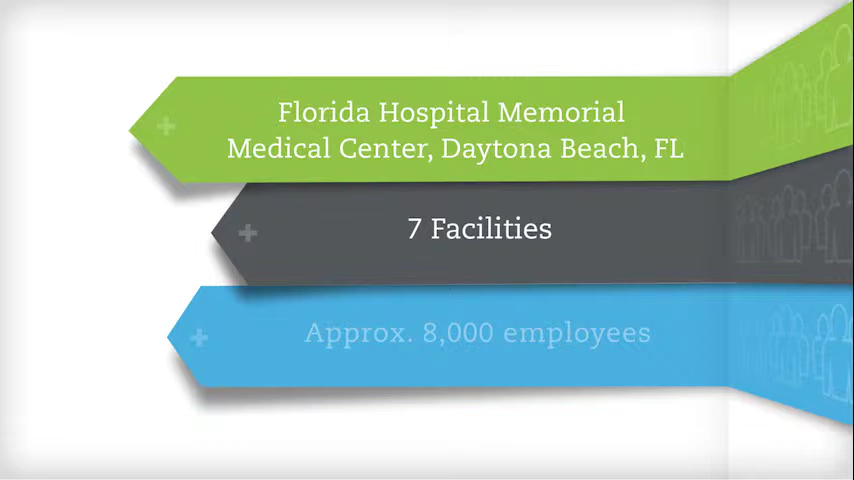 Florida Hospital Memorial
Medical Center, Daytona Beach, FL
7 Facilities
Approx. 8,000 employees